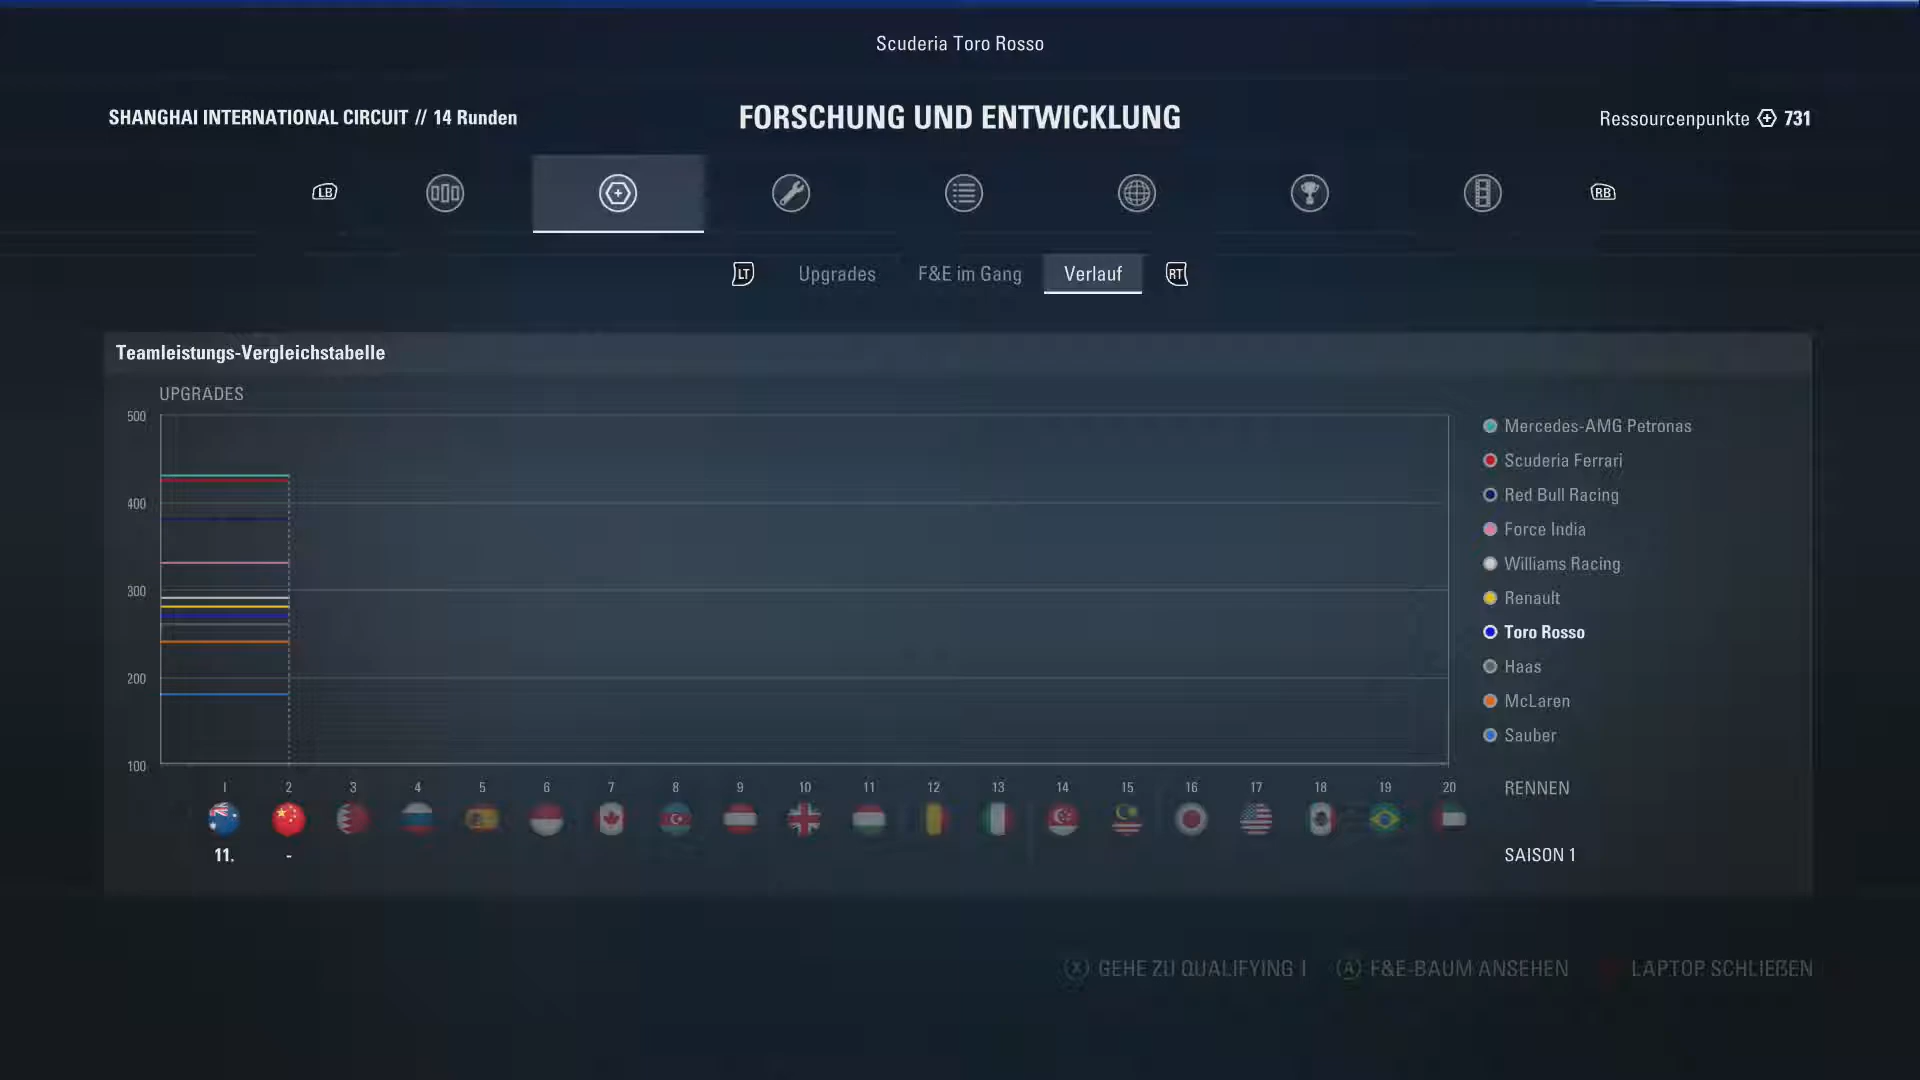 Scuderia Toro Rosso
SHANGHAI INTERNATIONAL CIRCUIT // 14 Runden
FORSCHUNG UND ENTWICKLUNG
Ressourcenpunkte 731
LB
RB
LT
Upgrades
F&E im Gang
Verlauf
RT
Teamleistungs-Vergleichstabelle
UPGRADES
500
400
300
200
100
Mercedes-AMG Petronas
Scuderia Ferrari
Red Bull Racing
Force India
Williams Racing
Renault
Toro Rosso
Haas
McLaren
Sauber
1 2 3 4 5 6 7 8 9 10 11 12 13 14 15 16 17 18 19 20
RENNEN
11. -
SAISON 1
X GEHE ZU QUALIFYING 1
A F&E-BAUM ANSEHEN
LAPTOP SCHLIEẞEN